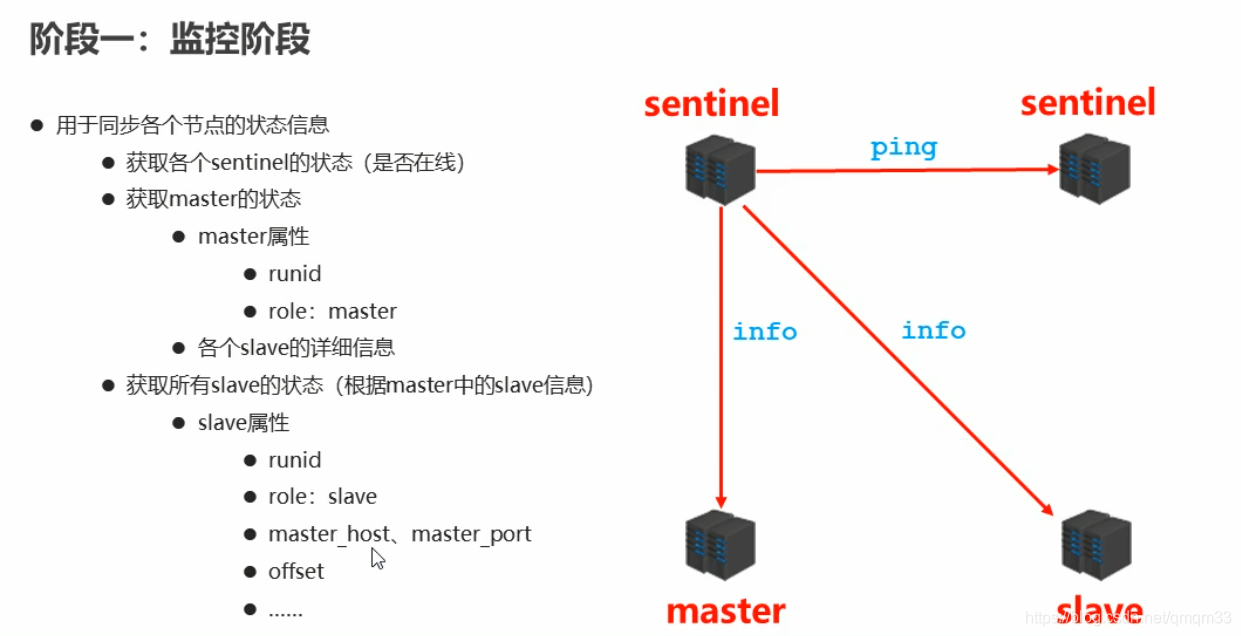 阶段一：监控阶段
● 用于同步各个节点的状态信息
● 获取各个sentinel的状态（是否在线）
● 获取master的状态
● master属性
● runid
● role：master
● 各个slave的详细信息
● 获取所有slave的状态（根据master中的slave信息）
● slave属性
● runid
● role：slave
● master_host、master_port
● offset
● ......
sentinel
sentinel
ping
info
info
master
slave
https://blog.csdn.net/qmqm33